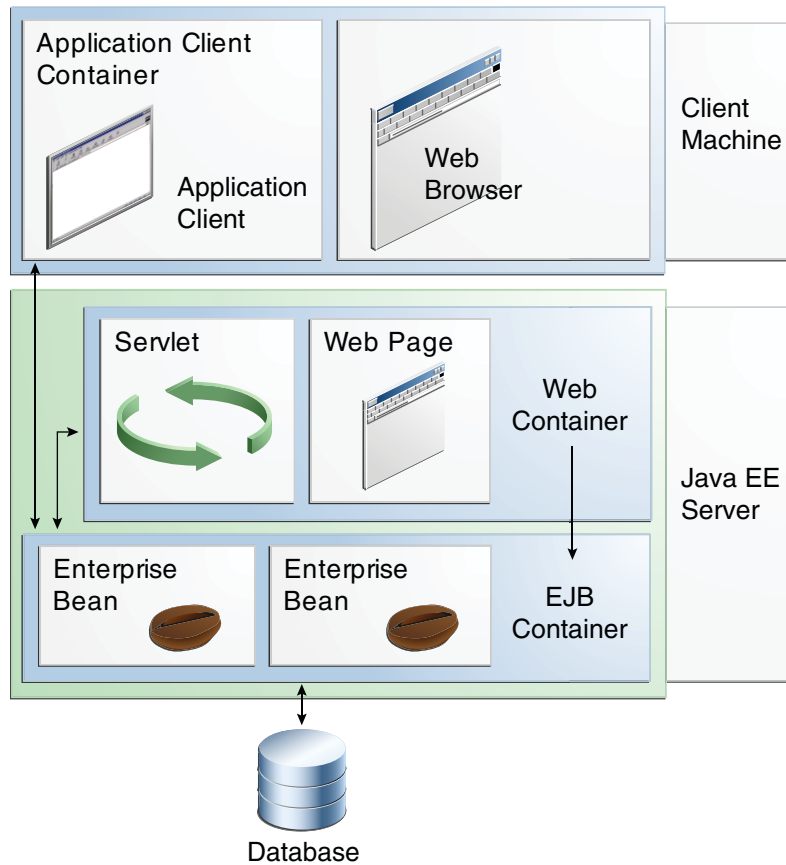 Application Client
Container
Application
Client
Web
Browser
Client
Machine
Servlet
Web Page
Web
Container
Java EE
Server
Enterprise
Bean
Enterprise
Bean
EJB
Container
Database